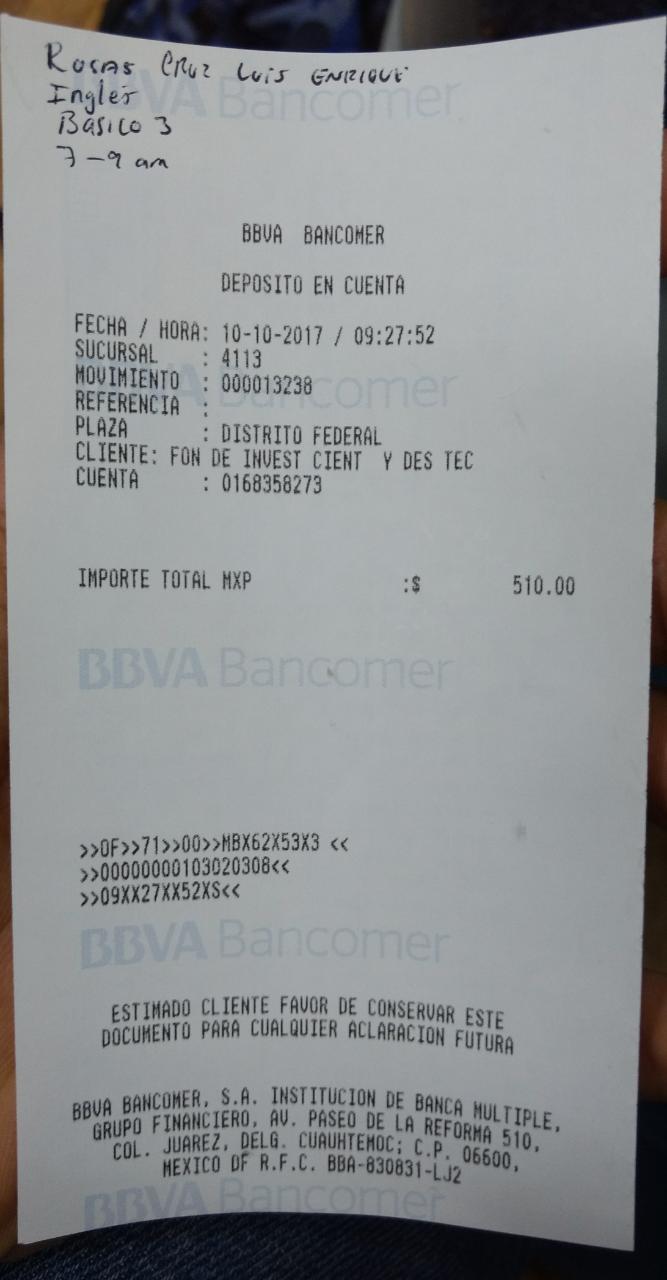 Rosas Cruz Luis Enrique
Ingles
Basico 3
7-9 am
BBVA Bancomer
BBVA BANCOMER
DEPOSITO EN CUENTA
FECHA / HORA: 10-10-2017 / 09:27:52
SUCURSAL : 4113
MOVIMIENTO : 000013238
BBVA Bancomer
REFERENCIA :
PLAZA : DISTRITO FEDERAL
CLIENTE: FON DE INVEST CIENT Y DES TEC
CUENTA : 0168358273
IMPORTE TOTAL MXP :$ 510.00
BBVA Bancomer
>>0F>>71>>00>>MBX62X53X3 <<
>>00000000103020308<<
>>09XX27XX52XS<<
BBVA Bancomer
ESTIMADO CLIENTE FAVOR DE CONSERVAR ESTE
DOCUMENTO PARA CUALQUIER ACLARACION FUTURA
BBVA BANCOMER, S.A. INSTITUCION DE BANCA MULTIPLE,
GRUPO FINANCIERO, AV. PASEO DE LA REFORMA 510,
COL. JUAREZ, DELG. CUAUHTEMOC; C.P. 06600,
MEXICO DF R.F.C. BBA-830831-LJ2
BBVA Bancomer